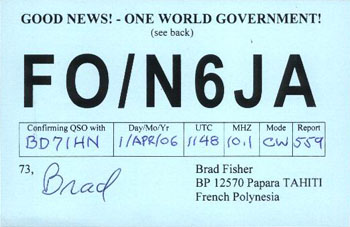 GOOD NEWS! - ONE WORLD GOVERNMENT!
(see back)
FO/N6JA
Confirming QSO with Day/Mo/Yr UTC MHZ Mode Report
BD7IHN 1/APR/06 1148 10.1 CW 559
73, Brad
Brad Fisher
BP 12570 Papara TAHITI
French Polynesia